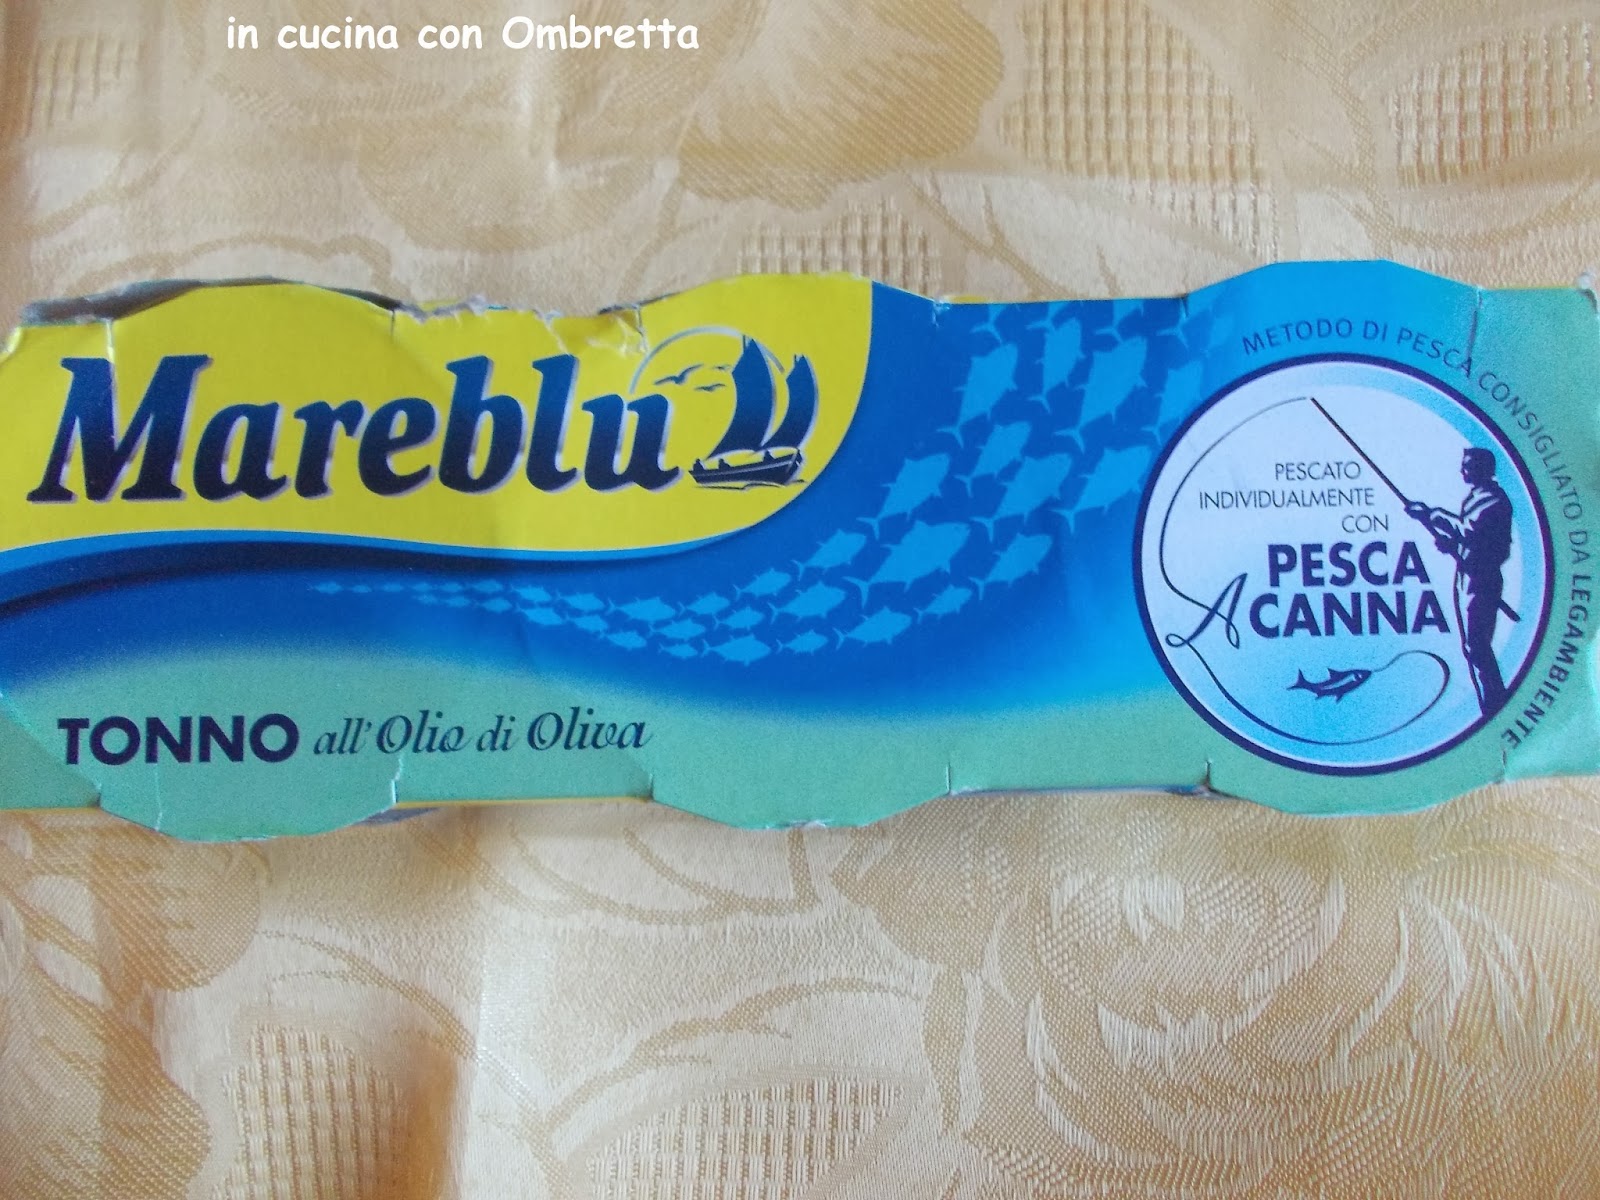 in cucina con Ombretta
Mareblu
METODO DI PESCA CONSIGLIATO DA LEGAMBIENTE
PESCATO
INDIVIDUALMENTE
CON
PESCA
A CANNA
TONNO all'Olio di Oliva